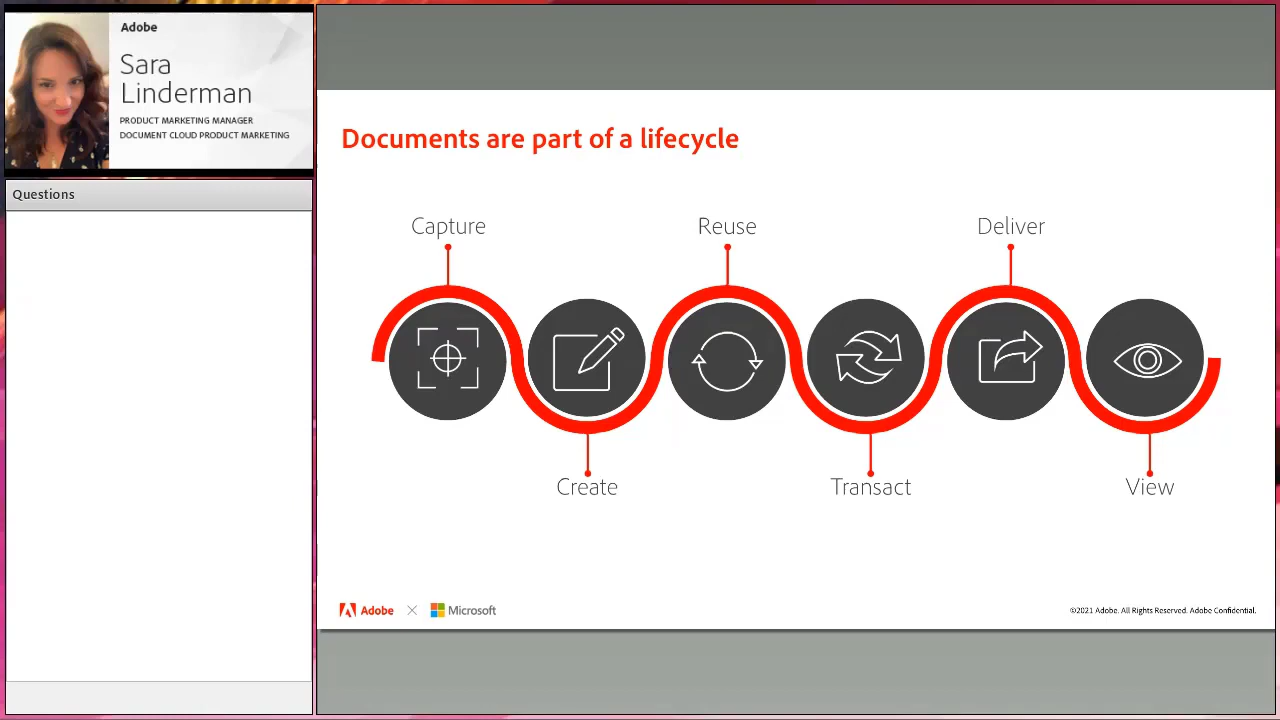 Adobe
Sara
Linderman
PRODUCT MARKETING MANAGER
DOCUMENT CLOUD PRODUCT MARKETING
Questions
Documents are part of a lifecycle
Capture
Reuse
Deliver
Create
Transact
View
Adobe
Microsoft
©2021 Adobe. All Rights Reserved. Adobe Confidential.